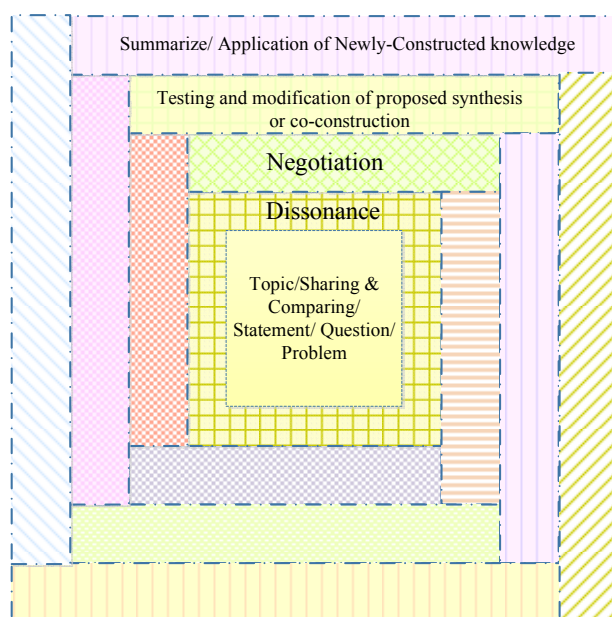 Summarize/ Application of Newly-Constructed knowledge
Testing and modification of proposed synthesis
or co-construction
Negotiation
Dissonance
Topic/Sharing &
Comparing/
Statement/ Question/
Problem